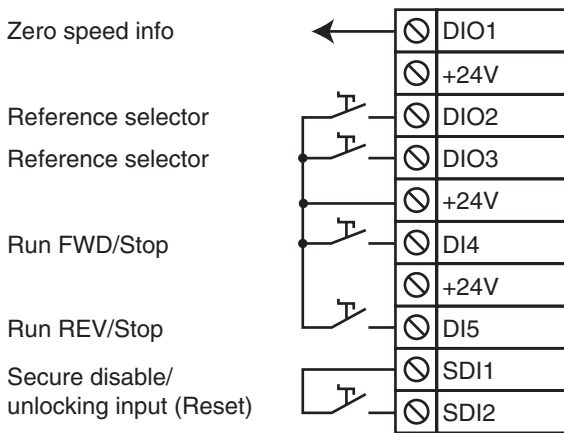 Zero speed info DIO1
+24V
Reference selector DIO2
Reference selector DIO3
+24V
Run FWD/Stop DI4
+24V
Run REV/Stop DI5
Secure disable/ SDI1
unlocking input (Reset) SDI2